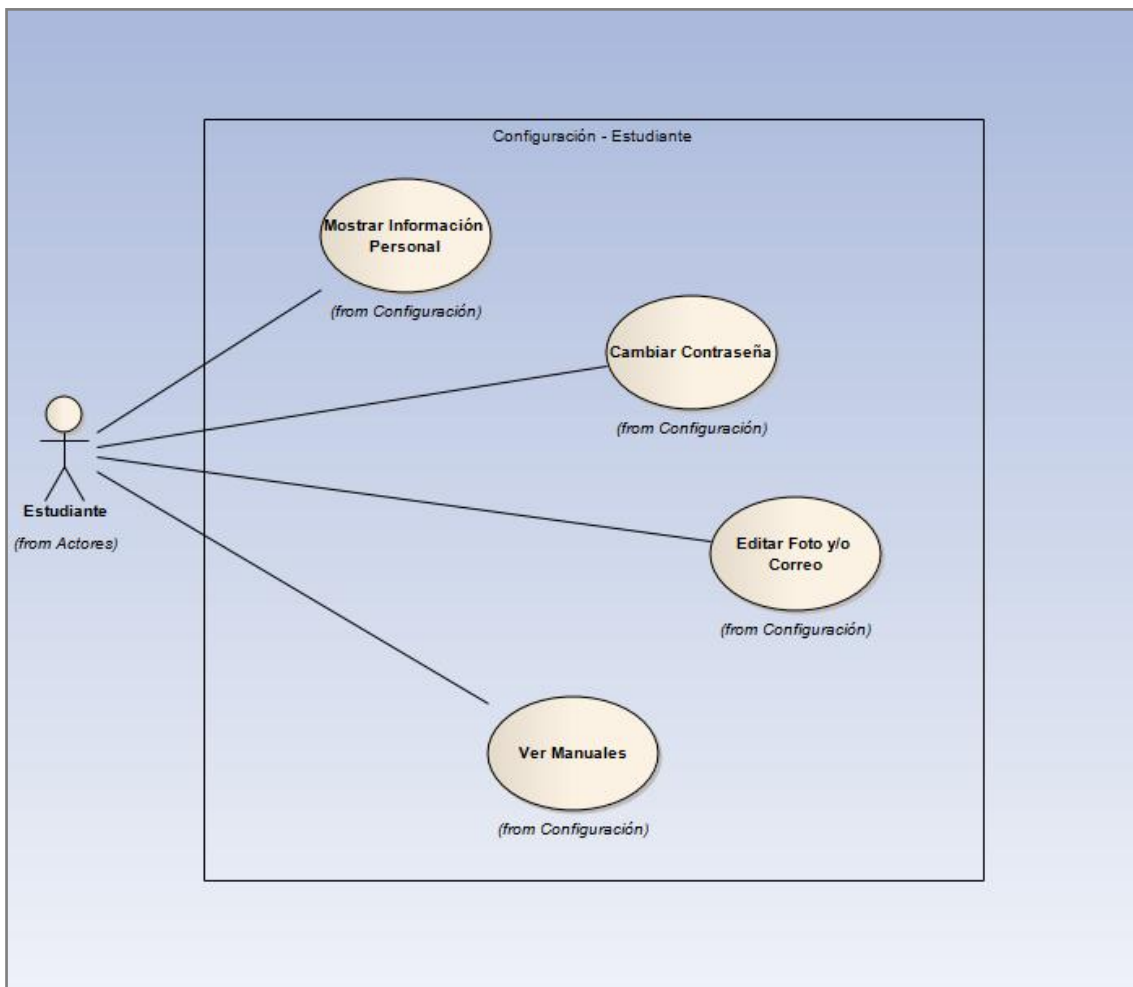 Configuración - Estudiante
Mostrar Información
Personal
(from Configuración)
Cambiar Contraseña
(from Configuración)
Estudiante
(from Actores)
Editar Foto y/o
Correo
(from Configuración)
Ver Manuales
(from Configuración)